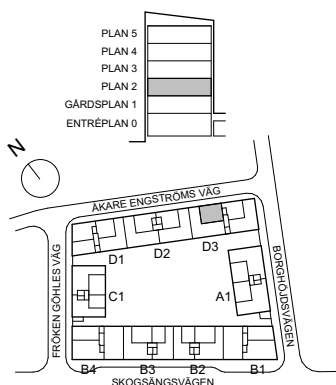 PLAN 5
PLAN 4
PLAN 3
PLAN 2
GÅRDSPLAN 1
ENTRÉPLAN 0
N
ÅKARE ENGSTRÖMS VÄG
D1
D2
D3
FRÖKEN GÖHLES VÄG
BORGHÖJDSVÄGEN
C1
A1
B4
B3
B2
B1
SKOGSÄNGSVÄGEN